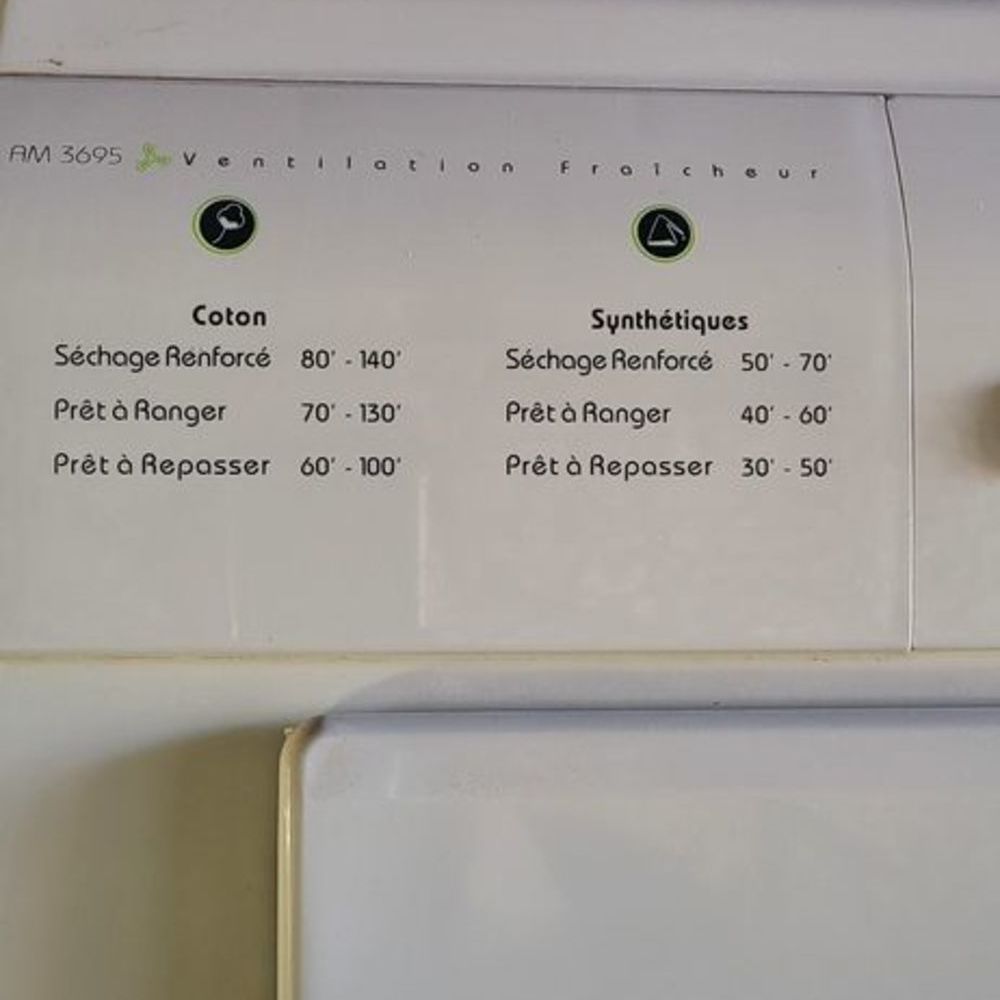 AM 3695 Ventilation Fraîcheur
Coton
Séchage Renforcé 80' - 140'
Prêt à Ranger 70' - 130'
Prêt à Repasser 60' - 100'
Synthétiques
Séchage Renforcé 50' - 70'
Prêt à Ranger 40' - 60'
Prêt à Repasser 30' - 50'